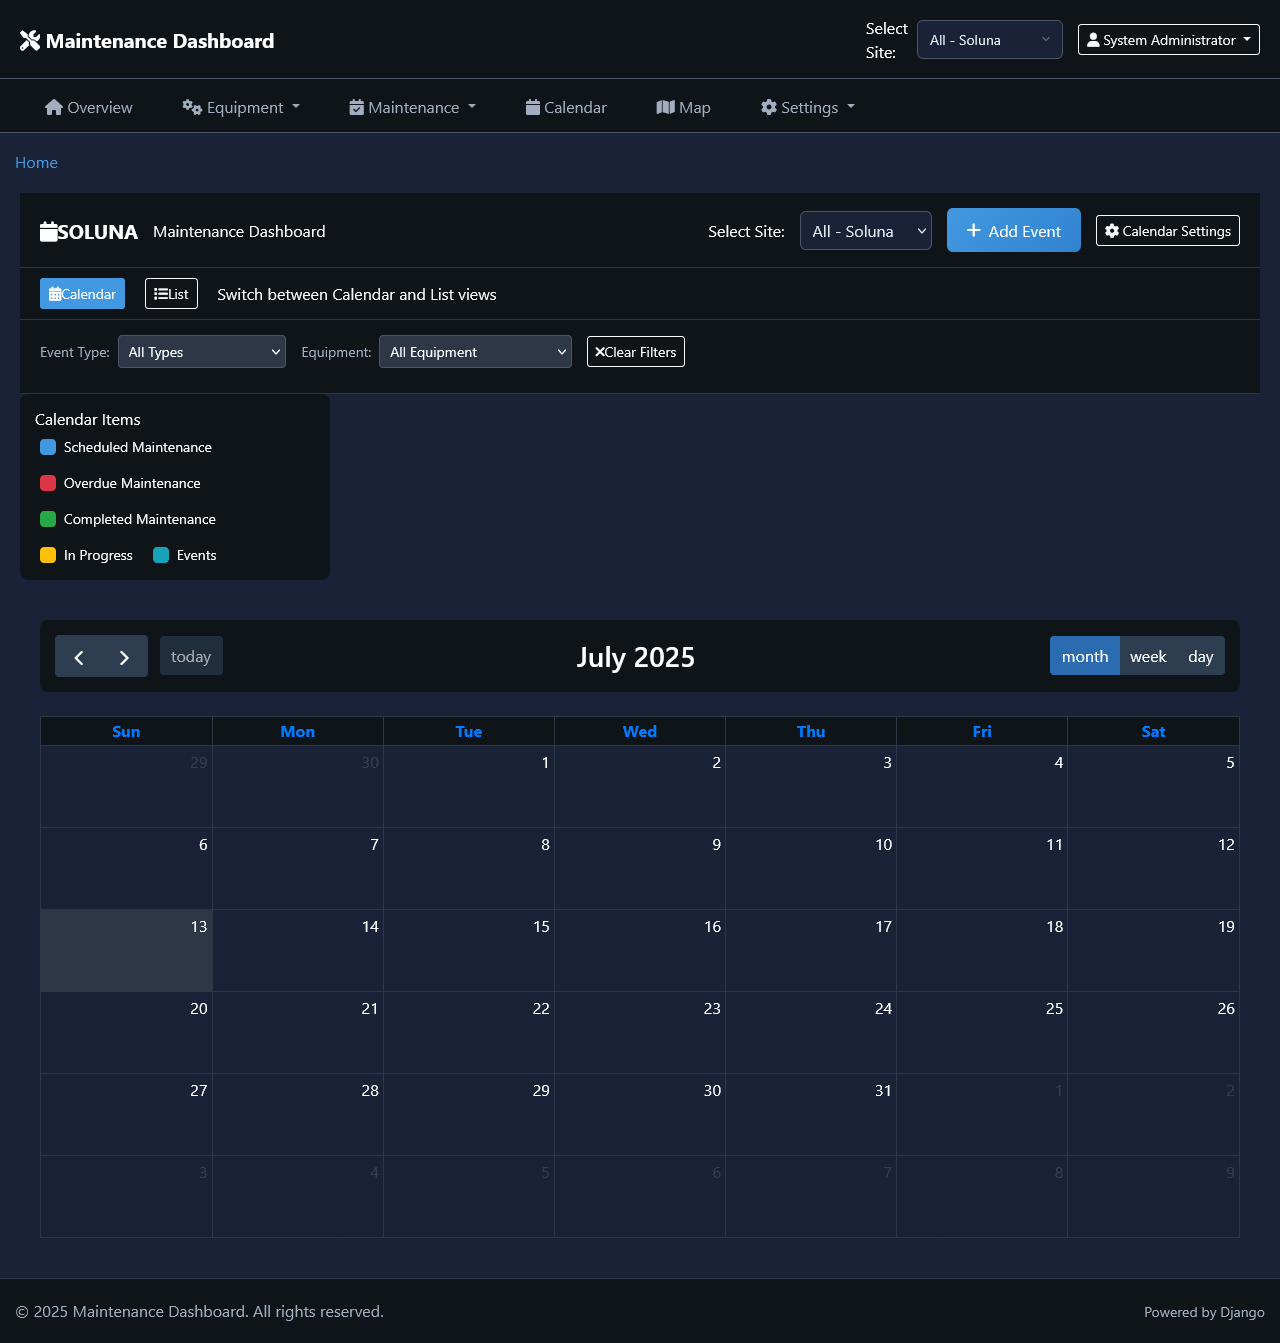 Maintenance Dashboard
Select Site:
All - Soluna
System Administrator
Overview
Equipment
Maintenance
Calendar
Map
Settings
Home
SOLUNA Maintenance Dashboard
Select Site:
All - Soluna
Add Event
Calendar Settings
Calendar
List
Switch between Calendar and List views
Event Type:
All Types
Equipment:
All Equipment
Clear Filters
Calendar Items
Scheduled Maintenance
Overdue Maintenance
Completed Maintenance
In Progress
Events
today
July 2025
month
week
day
Sun Mon Tue Wed Thu Fri Sat
29 30 1 2 3 4 5
6 7 8 9 10 11 12
13 14 15 16 17 18 19
20 21 22 23 24 25 26
27 28 29 30 31 1 2
3 4 5 6 7 8 9
© 2025 Maintenance Dashboard. All rights reserved.
Powered by Django